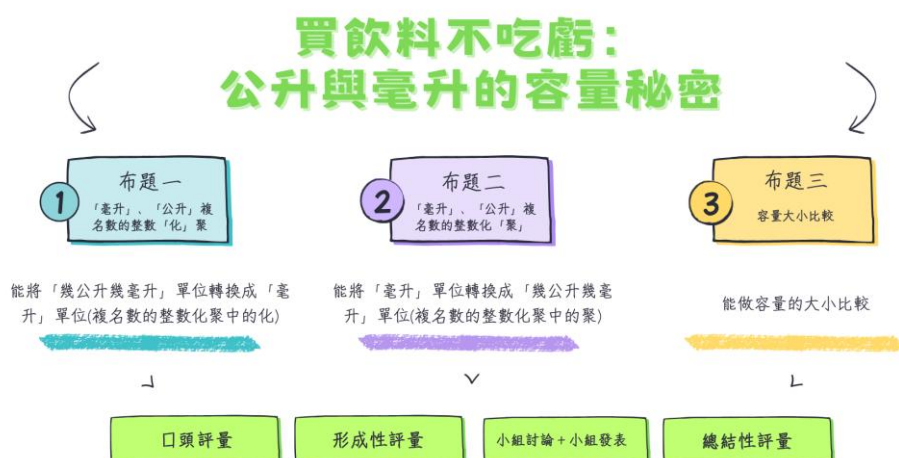 買飲料不吃虧：
公升與毫升的容量秘密
1
布題一
「毫升」、「公升」複
名數的整數「化」聚
能將「幾公升幾毫升」單位轉換成「毫
升」單位(複名數的整數化聚中的化)
2
布題二
「毫升」、「公升」複
名數的整數化「聚」
能將「毫升」單位轉換成「幾公升幾毫
升」單位(複名數的整數化聚中的聚)
3
布題三
容量大小比較
能做容量的大小比較
口頭評量
形成性評量
小組討論+小組發表
總結性評量